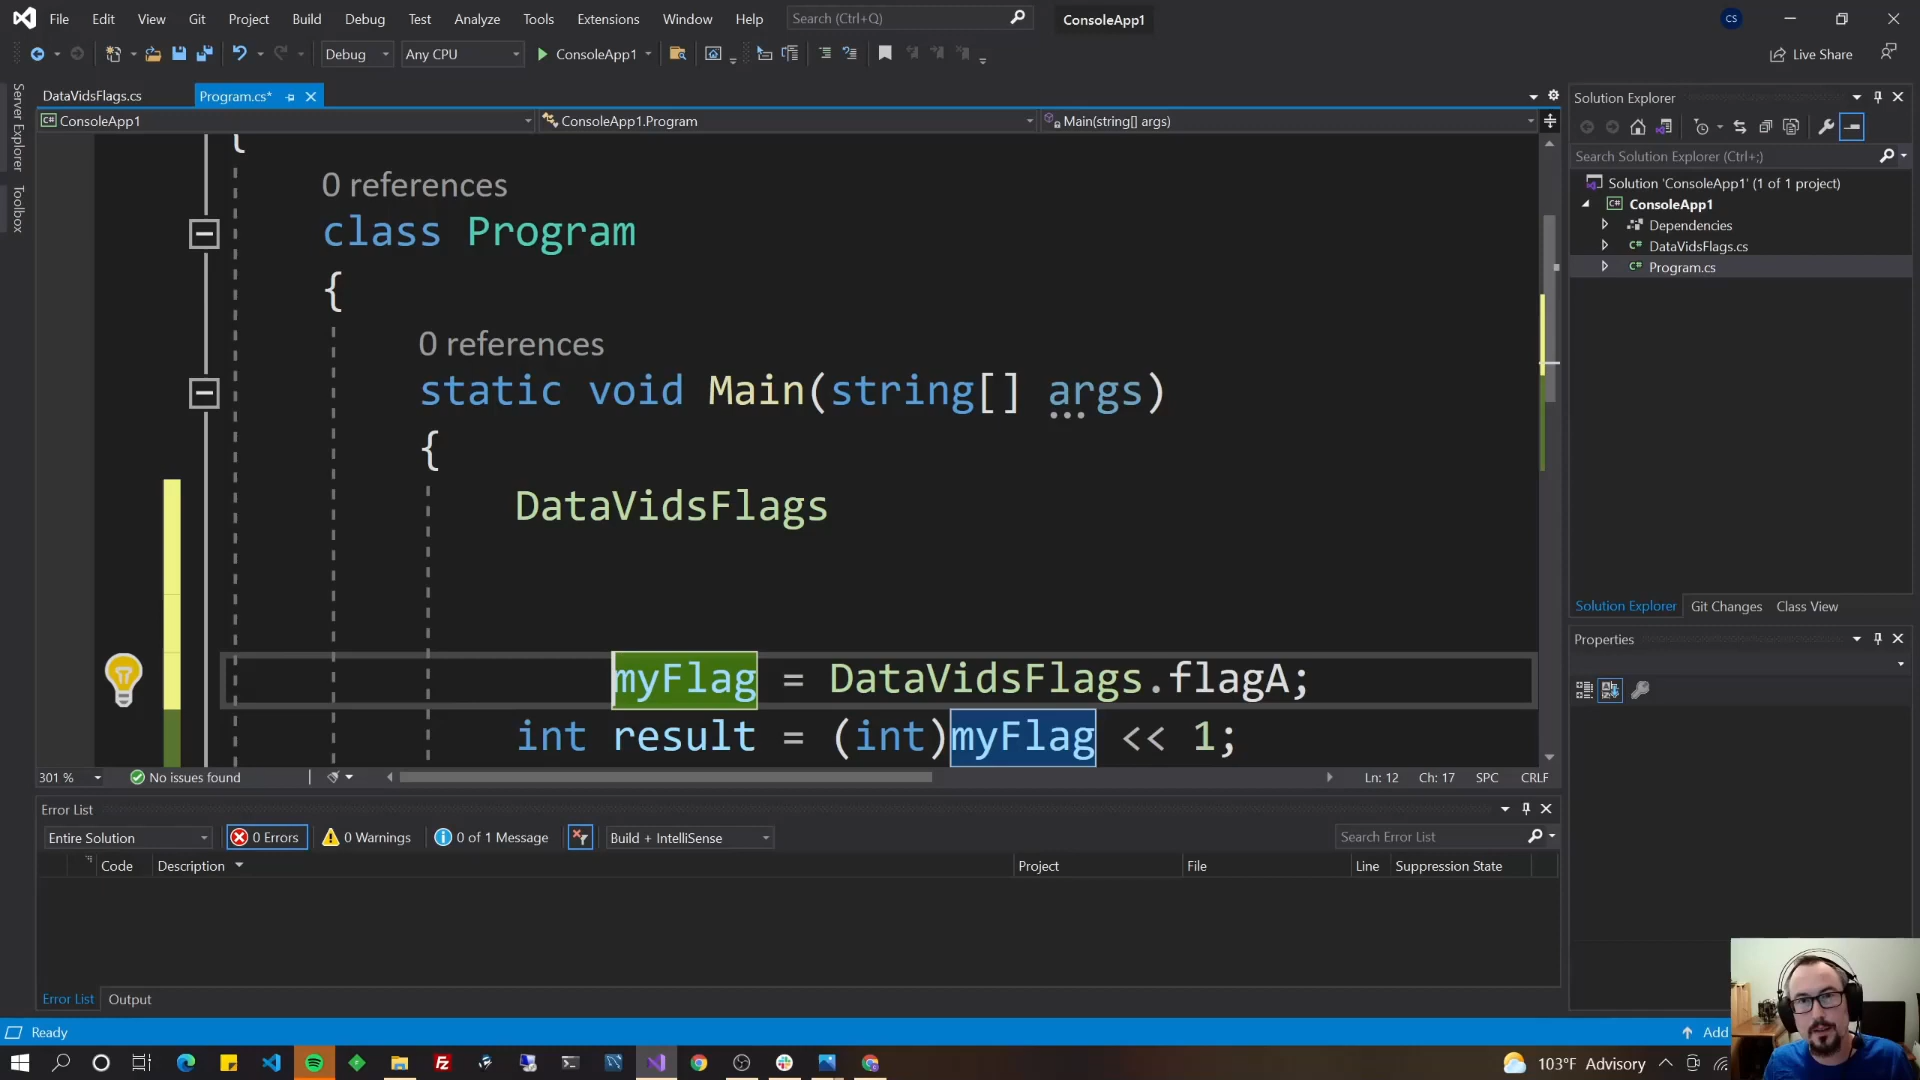 File Edit View Git Project Build Debug Test Analyze Tools Extensions Window Help Search (Ctrl+Q) ConsoleApp1 CS
Debug Any CPU ConsoleApp1 Live Share
Server Explorer
Toolbox
DataVidsFlags.cs Program.cs*
ConsoleApp1 ConsoleApp1.Program Main(string[] args)
{
0 references
class Program
{
0 references
static void Main(string[] args)
{
DataVidsFlags
myFlag = DataVidsFlags.flagA;
int result = (int)myFlag << 1;
301 % No issues found Ln: 12 Ch: 17 SPC CRLF
Error List
Entire Solution 0 Errors 0 Warnings 0 of 1 Message Build + IntelliSense Search Error List
Code Description Project File Line Suppression State
Error List Output
Solution Explorer
Search Solution Explorer (Ctrl+;)
Solution 'ConsoleApp1' (1 of 1 project)
ConsoleApp1
Dependencies
C# DataVidsFlags.cs
C# Program.cs
Solution Explorer Git Changes Class View
Properties
Ready Add
103°F Advisory